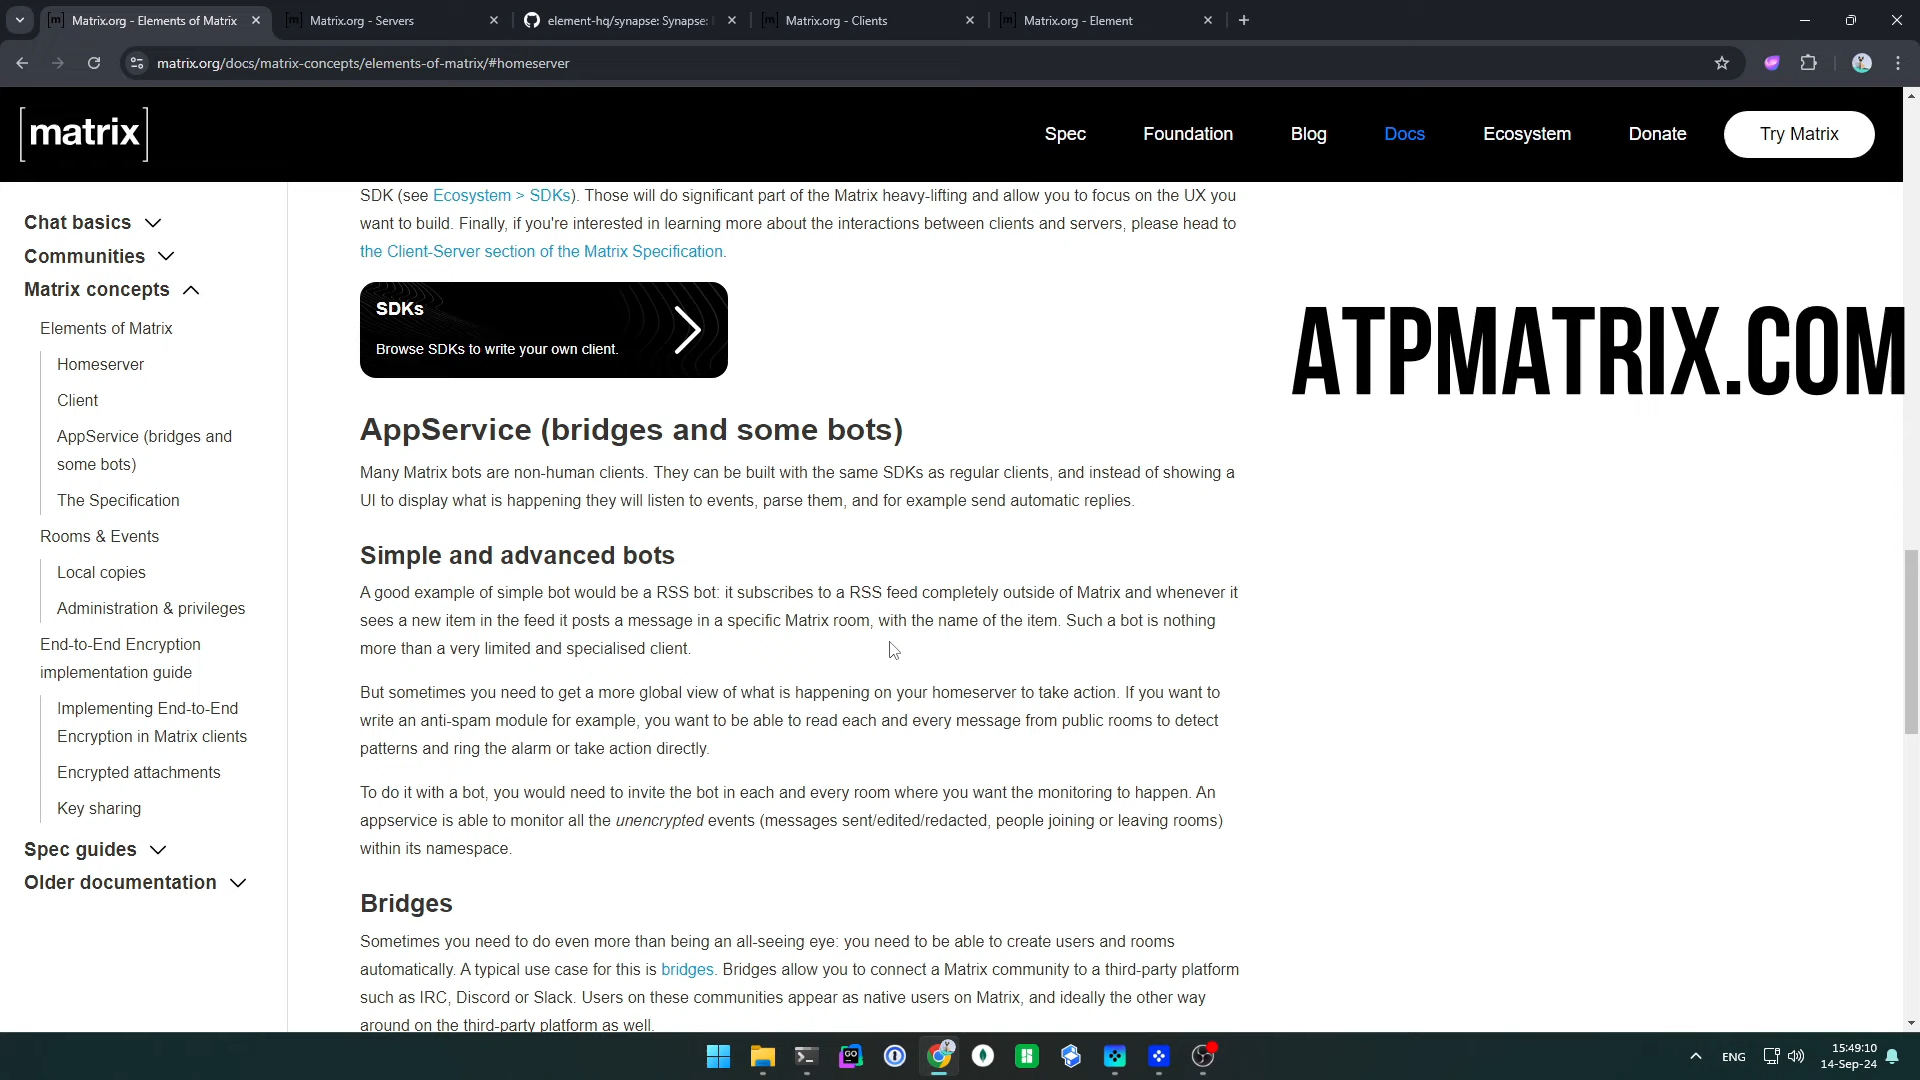 Matrix.org - Elements of Matrix
Matrix.org - Servers
element-hq/synapse: Synapse:
Matrix.org - Clients
Matrix.org - Element
matrix.org/docs/matrix-concepts/elements-of-matrix/#homeserver
[matrix]
Spec
Foundation
Blog
Docs
Ecosystem
Donate
Try Matrix
Chat basics
Communities
Matrix concepts
Elements of Matrix
Homeserver
Client
AppService (bridges and
some bots)
The Specification
Rooms & Events
Local copies
Administration & privileges
End-to-End Encryption
implementation guide
Implementing End-to-End
Encryption in Matrix clients
Encrypted attachments
Key sharing
Spec guides
Older documentation
SDK (see Ecosystem > SDKs). Those will do significant part of the Matrix heavy-lifting and allow you to focus on the UX you
want to build. Finally, if you're interested in learning more about the interactions between clients and servers, please head to
the Client-Server section of the Matrix Specification.
SDKs
Browse SDKs to write your own client.
ATPMATRIX.COM
AppService (bridges and some bots)
Many Matrix bots are non-human clients. They can be built with the same SDKs as regular clients, and instead of showing a
UI to display what is happening they will listen to events, parse them, and for example send automatic replies.
Simple and advanced bots
A good example of simple bot would be a RSS bot: it subscribes to a RSS feed completely outside of Matrix and whenever it
sees a new item in the feed it posts a message in a specific Matrix room, with the name of the item. Such a bot is nothing
more than a very limited and specialised client.
But sometimes you need to get a more global view of what is happening on your homeserver to take action. If you want to
write an anti-spam module for example, you want to be able to read each and every message from public rooms to detect
patterns and ring the alarm or take action directly.
To do it with a bot, you would need to invite the bot in each and every room where you want the monitoring to happen. An
appservice is able to monitor all the unencrypted events (messages sent/edited/redacted, people joining or leaving rooms)
within its namespace.
Bridges
Sometimes you need to do even more than being an all-seeing eye: you need to be able to create users and rooms
automatically. A typical use case for this is bridges. Bridges allow you to connect a Matrix community to a third-party platform
such as IRC, Discord or Slack. Users on these communities appear as native users on Matrix, and ideally the other way
around on the third-party platform as well.
ENG
15:49:10
14-Sep-24